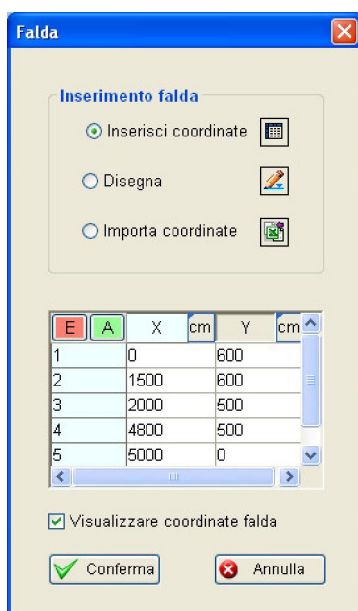 Falda
Inserimento falda
Inserisci coordinate
Disegna
Importa coordinate
E A X cm Y cm
1 0 600
2 1500 600
3 2000 500
4 4800 500
5 5000 0
Visualizzare coordinate falda
Conferma Annulla